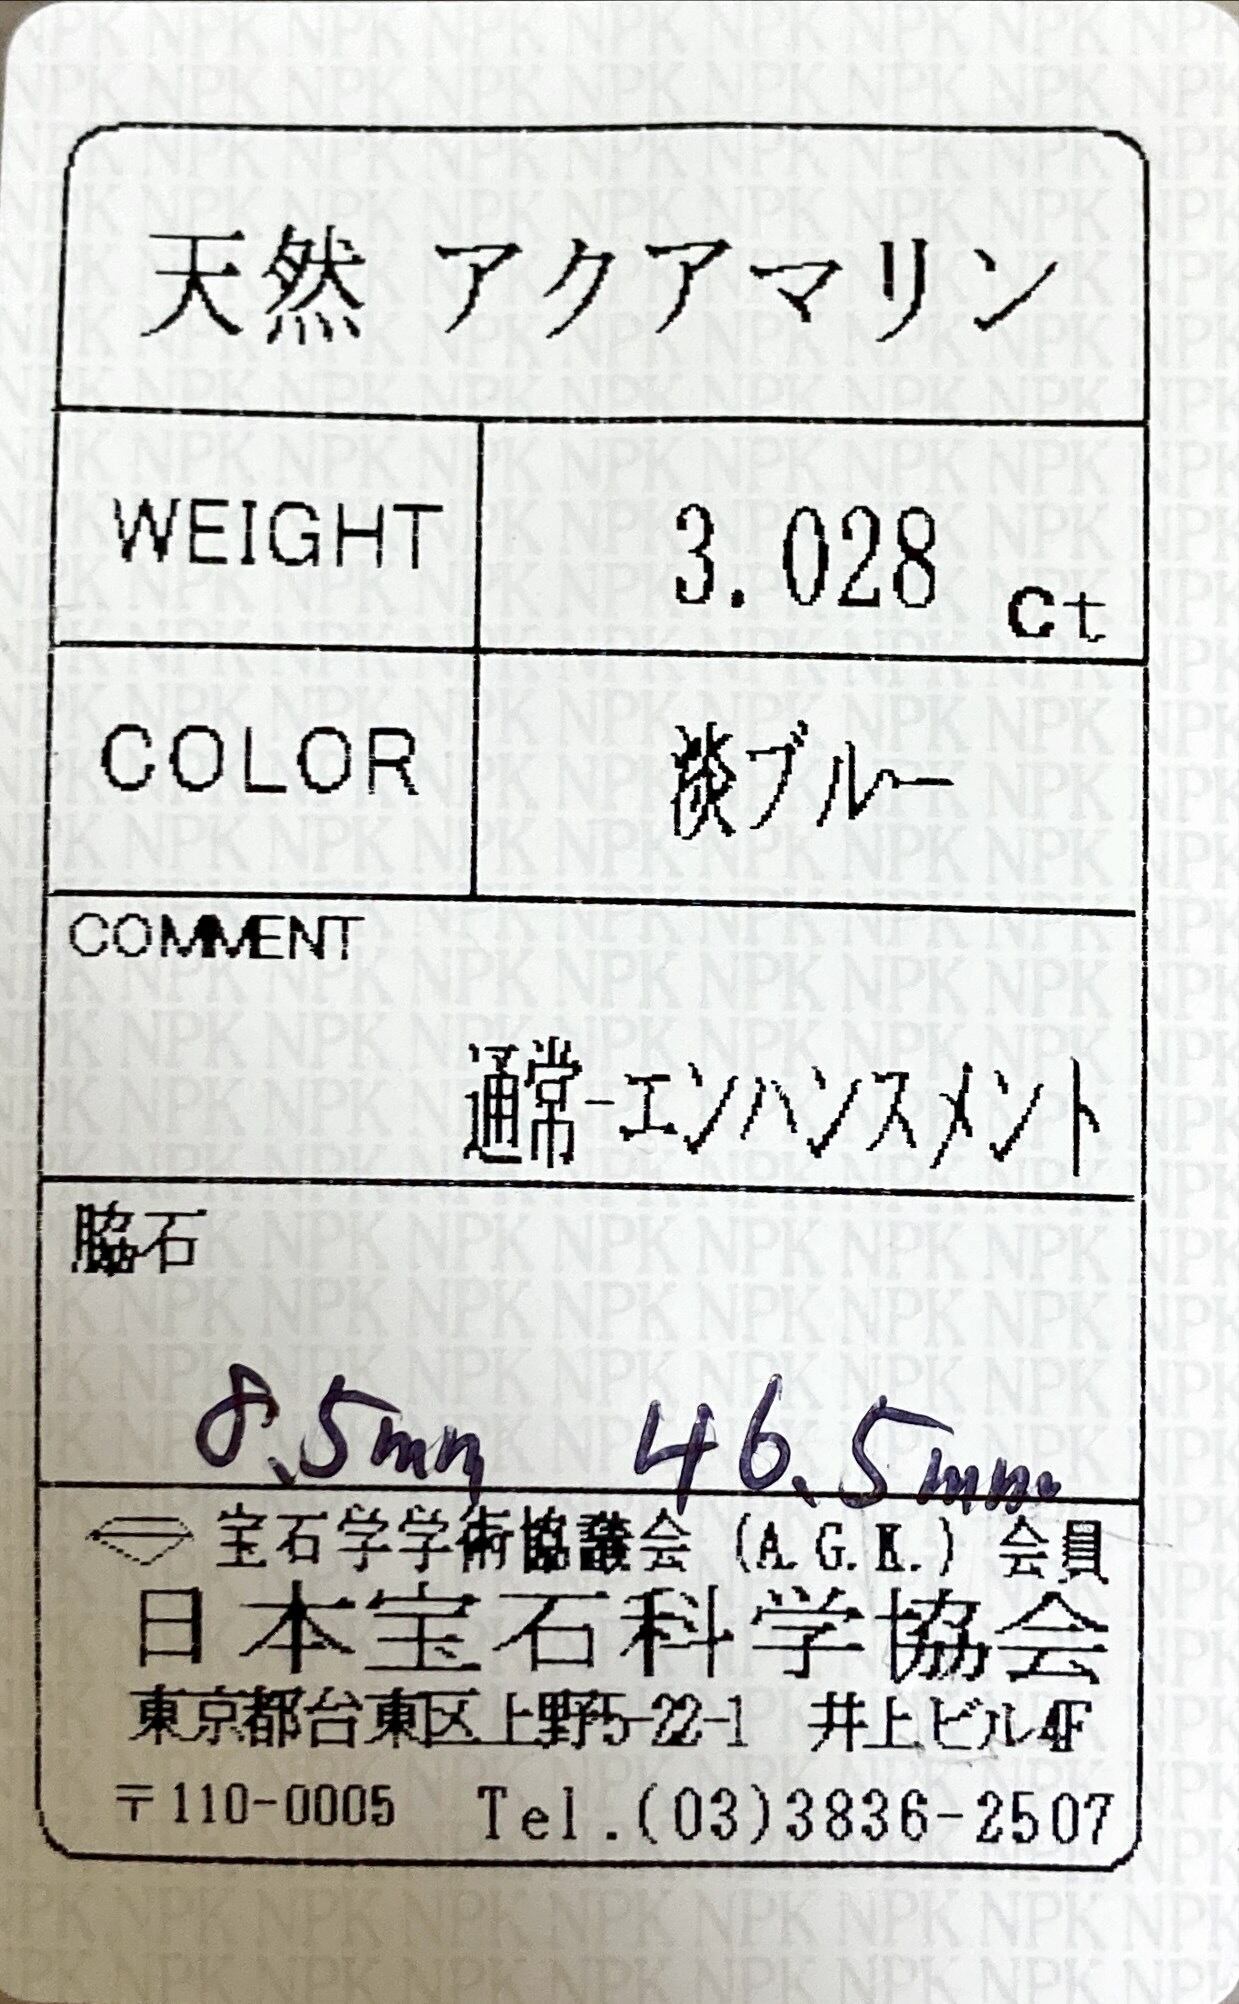 天然 アクアマリン
WEIGHT 3.028 ct
COLOR 淡ブルー
COMMENT
通常-エンハンスメント
脇石
8.5mm 46.5mm
宝石学学術協議会 (A.G.K.) 会員
日本宝石科学協会
東京都台東区上野5-22-1 井上ビル4F
〒110-0005 Tel.(03)3836-2507